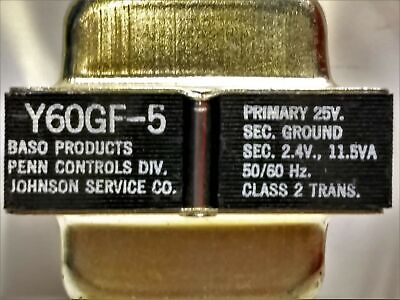 Y60GF-5
BASO PRODUCTS
PENN CONTROLS DIV.
JOHNSON SERVICE CO.
PRIMARY 25V.
SEC. GROUND
SEC. 2.4V., 11.5VA
50/60 Hz.
CLASS 2 TRANS.